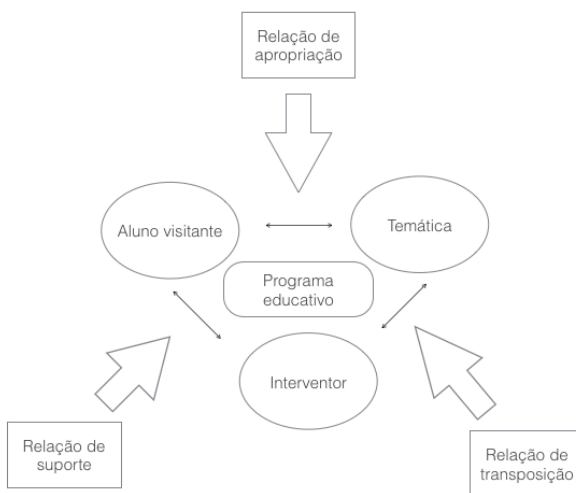 Relação de
apropriação
Aluno visitante
Temática
Programa
educativo
Interventor
Relação de
suporte
Relação de
transposição